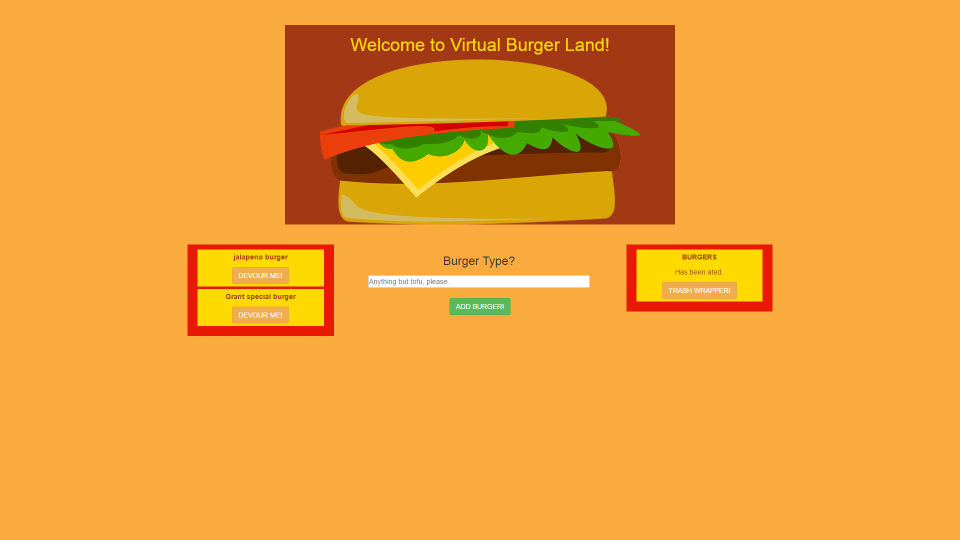 Welcome to Virtual Burger Land!
jalapeno burger
DEVOUR ME!
Grant special burger
DEVOUR ME!
Burger Type?
Anything but tofu, please.
ADD BURGER!
BURGERS
Has been ated.
TRASH WRAPPER!